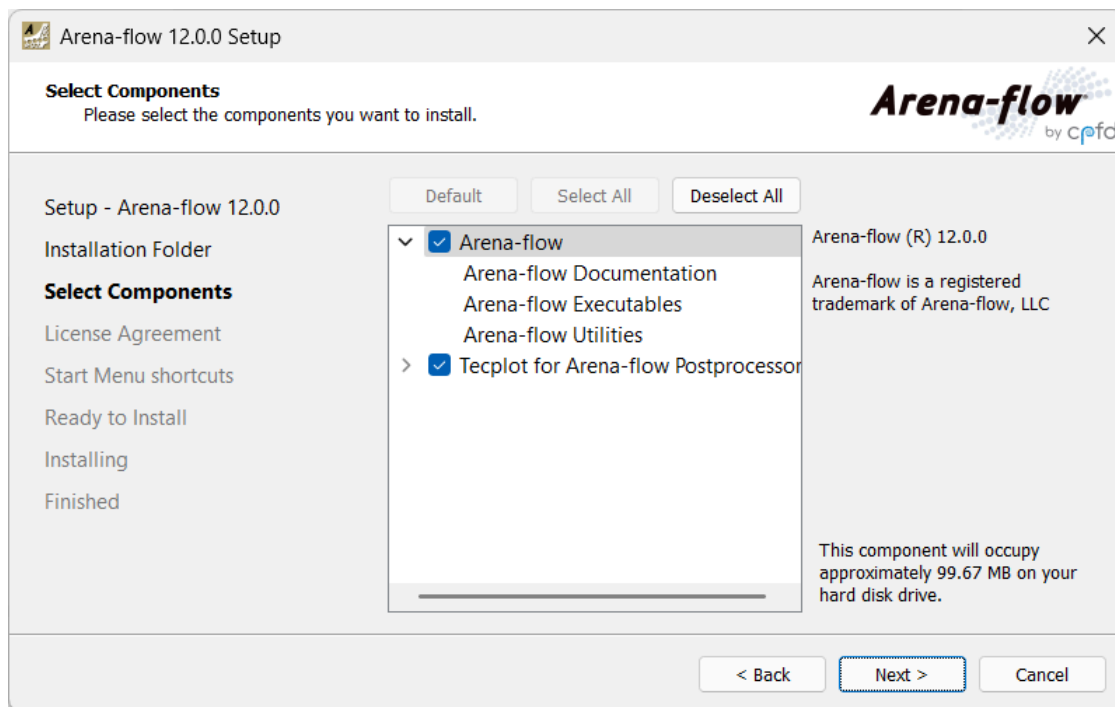 Arena-flow 12.0.0 Setup
Select Components
Please select the components you want to install.
Arena-flow
by cpfd
Setup - Arena-flow 12.0.0
Installation Folder
Select Components
License Agreement
Start Menu shortcuts
Ready to Install
Installing
Finished
Default
Select All
Deselect All
Arena-flow
Arena-flow Documentation
Arena-flow Executables
Arena-flow Utilities
Tecplot for Arena-flow Postprocessor
Arena-flow (R) 12.0.0
Arena-flow is a registered
trademark of Arena-flow, LLC
This component will occupy
approximately 99.67 MB on your
hard disk drive.
< Back
Next >
Cancel